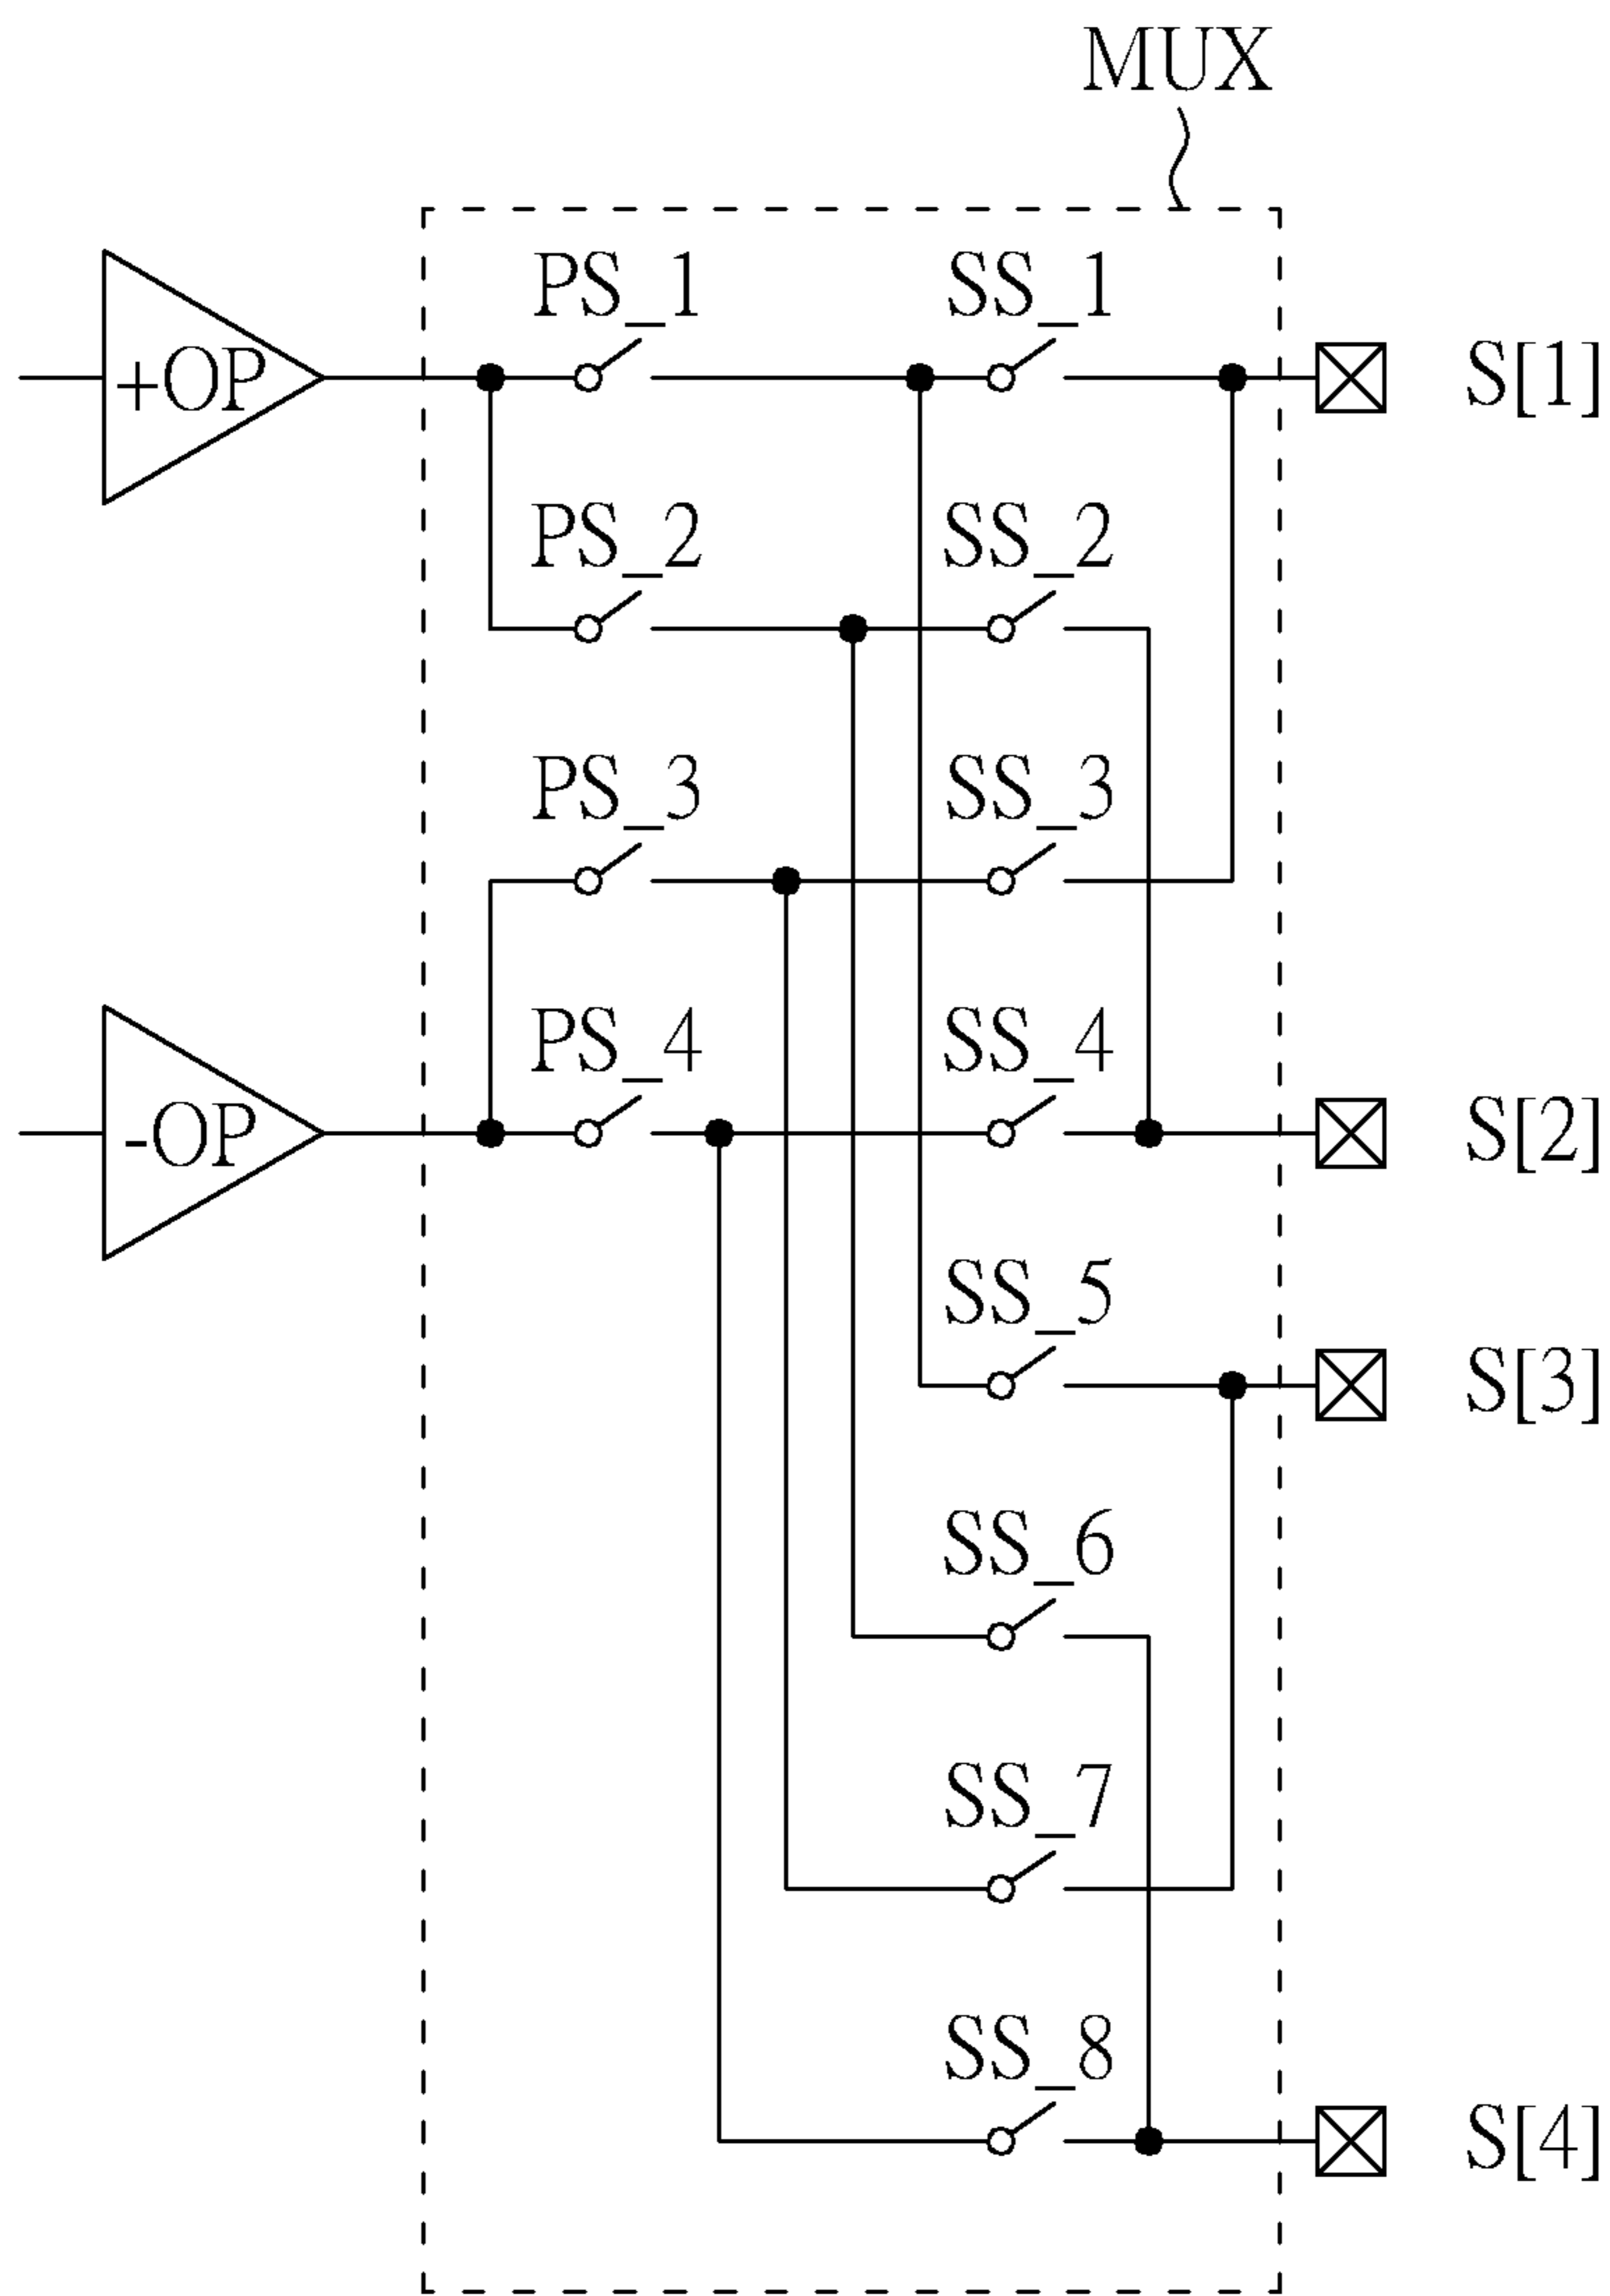 MUX
PS_1 SS_1
+OP S[1]
PS_2 SS_2
PS_3 SS_3
PS_4 SS_4
-OP S[2]
SS_5
S[3]
SS_6
SS_7
SS_8
S[4]